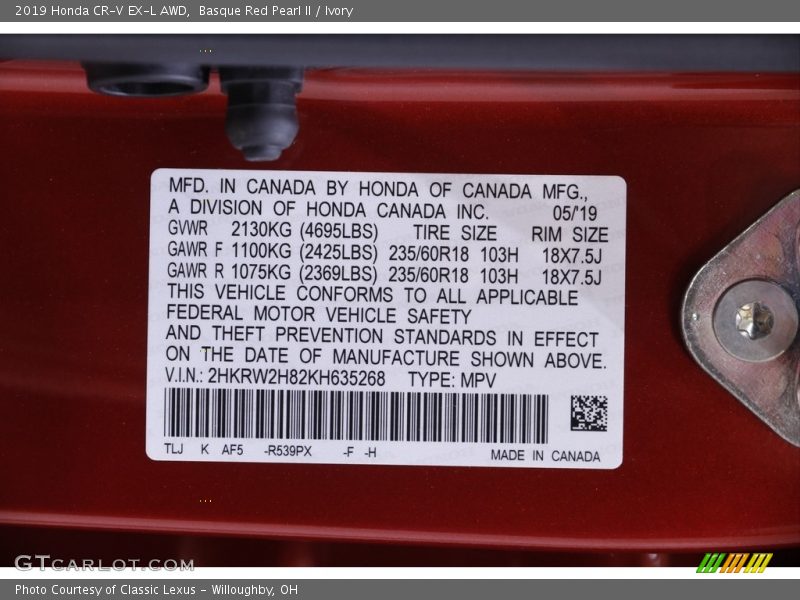 2019 Honda CR-V EX-L AWD,  Basque Red Pearl II / Ivory
MFD. IN CANADA BY HONDA OF CANADA MFG.,
A DIVISION OF HONDA CANADA INC. 05/'19
GVWR 2130KG (4695LBS) TIRE SIZE RIM SIZE
GAWR F 1100KG (2425LBS) 235/60R18 103H 18X7.5J
GAWR R 1075KG (2369LBS) 235/60R18 103H 18X7.5J
THIS VEHICLE CONFORMS TO ALL APPLICABLE
FEDERAL MOTOR VEHICLE SAFETY
AND THEFT PREVENTION STANDARDS IN EFFECT
ON THE DATE OF MANUFACTURE SHOWN ABOVE.
V.I.N.: 2HKRW2H82KH635268 TYPE: MPV
TLJ K AF5 -R539PX -F -H MADE IN CANADA
GTCARLOT.COM
Photo Courtesy of Classic Lexus - Willoughby, OH